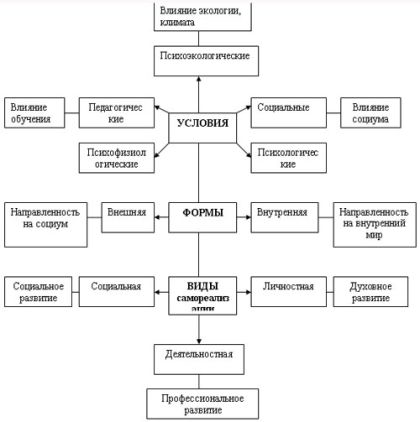 Влияние экологии,
климата
Психоэкологические
Влияние
обучения
Педагогичес
кие
УСЛОВИЯ
Социальные
Влияние
социума
Психофизиол
огические
Психологичес
кие
Направленность
на социум
Внешняя
ФОРМЫ
Внутренняя
Направленность
на внутренний
мир
Социальное
развитие
Социальная
ВИДЫ
самореализ
ации
Личностная
Духовное
развитие
Деятельностная
Профессиональное
развитие